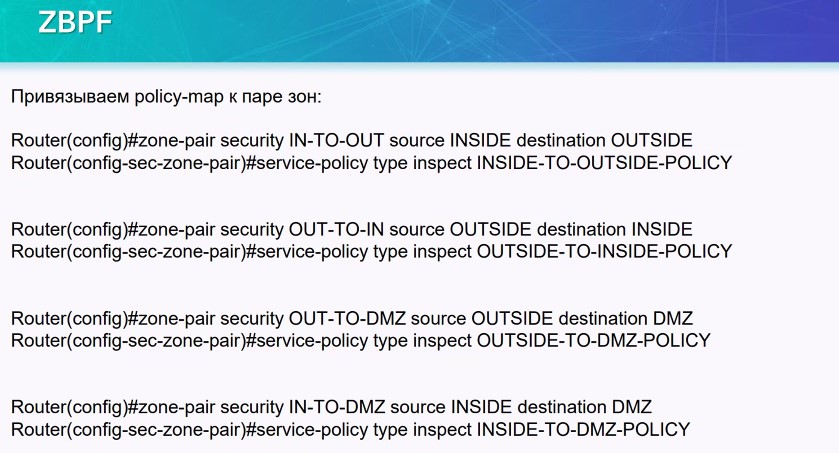 ZBPF
Привязываем policy-map к паре зон:
Router(config)#zone-pair security IN-TO-OUT source INSIDE destination OUTSIDE
Router(config-sec-zone-pair)#service-policy type inspect INSIDE-TO-OUTSIDE-POLICY
Router(config)#zone-pair security OUT-TO-IN source OUTSIDE destination INSIDE
Router(config-sec-zone-pair)#service-policy type inspect OUTSIDE-TO-INSIDE-POLICY
Router(config)#zone-pair security OUT-TO-DMZ source OUTSIDE destination DMZ
Router(config-sec-zone-pair)#service-policy type inspect OUTSIDE-TO-DMZ-POLICY
Router(config)#zone-pair security IN-TO-DMZ source INSIDE destination DMZ
Router(config-sec-zone-pair)#service-policy type inspect INSIDE-TO-DMZ-POLICY